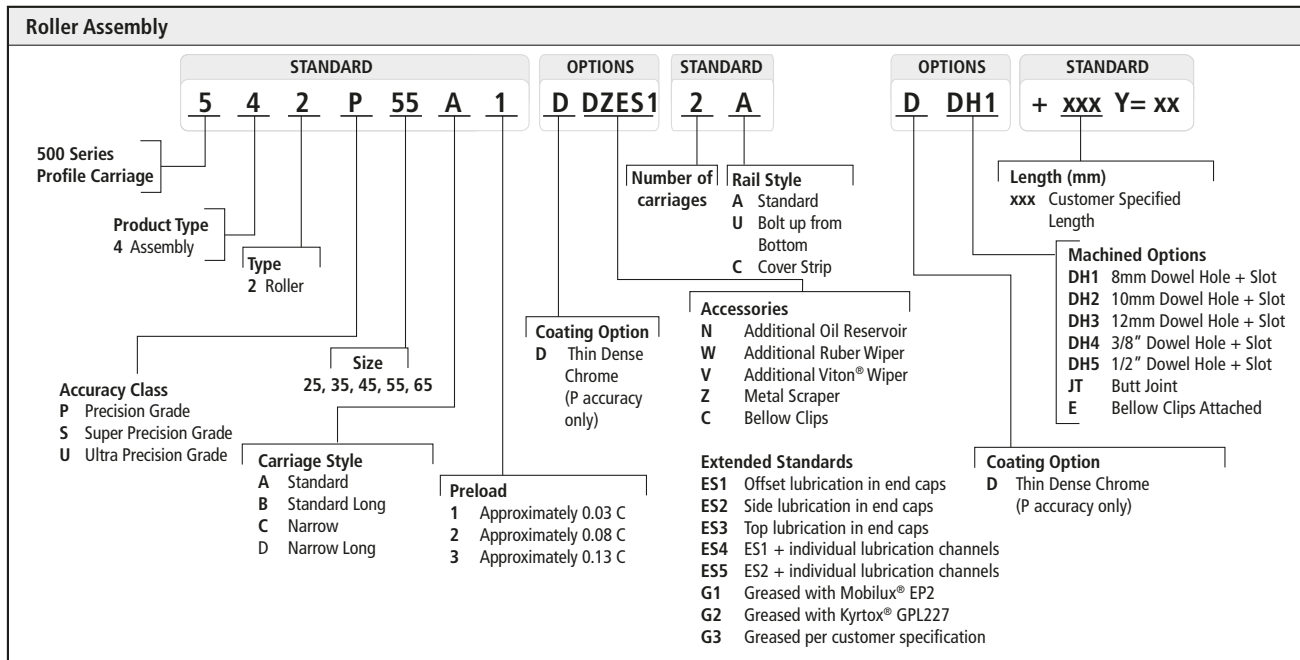 Roller Assembly
STANDARD OPTIONS STANDARD OPTIONS STANDARD
5 4 2 P 55 A 1 D DZES1 2 A D DH1 + xxx Y= xx
500 Series
Profile Carriage
Product Type
4 Assembly
Type
2 Roller
Accuracy Class
P Precision Grade
S Super Precision Grade
U Ultra Precision Grade
Size
25, 35, 45, 55, 65
Carriage Style
A Standard
B Standard Long
C Narrow
D Narrow Long
Preload
1 Approximately 0.03 C
2 Approximately 0.08 C
3 Approximately 0.13 C
Coating Option
D Thin Dense
Chrome
(P accuracy
only)
Number of
carriages
Rail Style
A Standard
U Bolt up from
Bottom
C Cover Strip
Accessories
N Additional Oil Reservoir
W Additional Ruber Wiper
V Additional Viton® Wiper
Z Metal Scraper
C Bellow Clips
Extended Standards
ES1 Offset lubrication in end caps
ES2 Side lubrication in end caps
ES3 Top lubrication in end caps
ES4 ES1 + individual lubrication channels
ES5 ES2 + individual lubrication channels
G1 Greased with Mobilux® EP2
G2 Greased with Kyrtox® GPL227
G3 Greased per customer specification
Length (mm)
xxx Customer Specified
Length
Machined Options
DH1 8mm Dowel Hole + Slot
DH2 10mm Dowel Hole + Slot
DH3 12mm Dowel Hole + Slot
DH4 3/8" Dowel Hole + Slot
DH5 1/2" Dowel Hole + Slot
JT Butt Joint
E Bellow Clips Attached
Coating Option
D Thin Dense Chrome
(P accuracy only)